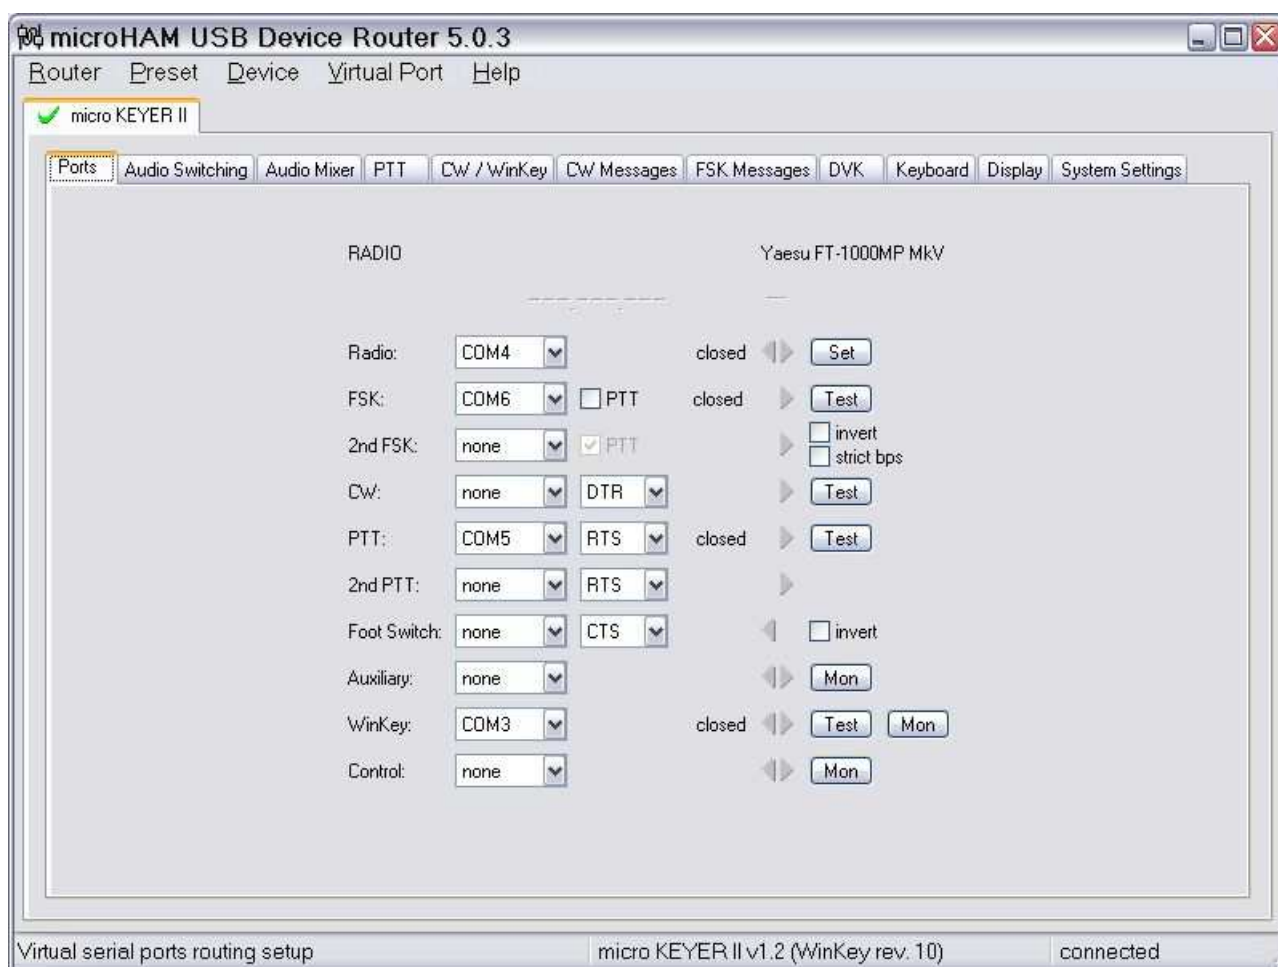 microHAM USB Device Router 5.0.3
Router Preset Device Virtual Port Help
micro KEYER II
Ports Audio Switching Audio Mixer PTT CW / WinKey CW Messages FSK Messages DVK Keyboard Display System Settings
RADIO Yaesu FT-1000MP MkV
---.---.--- --
Radio: COM4 closed Set
FSK: COM6 PTT closed Test
2nd FSK: none PTT invert
strict bps
CW: none DTR Test
PTT: COM5 RTS closed Test
2nd PTT: none RTS
Foot Switch: none CTS invert
Auxiliary: none Mon
WinKey: COM3 closed Test Mon
Control: none Mon
Virtual serial ports routing setup micro KEYER II v1.2 (WinKey rev. 10) connected